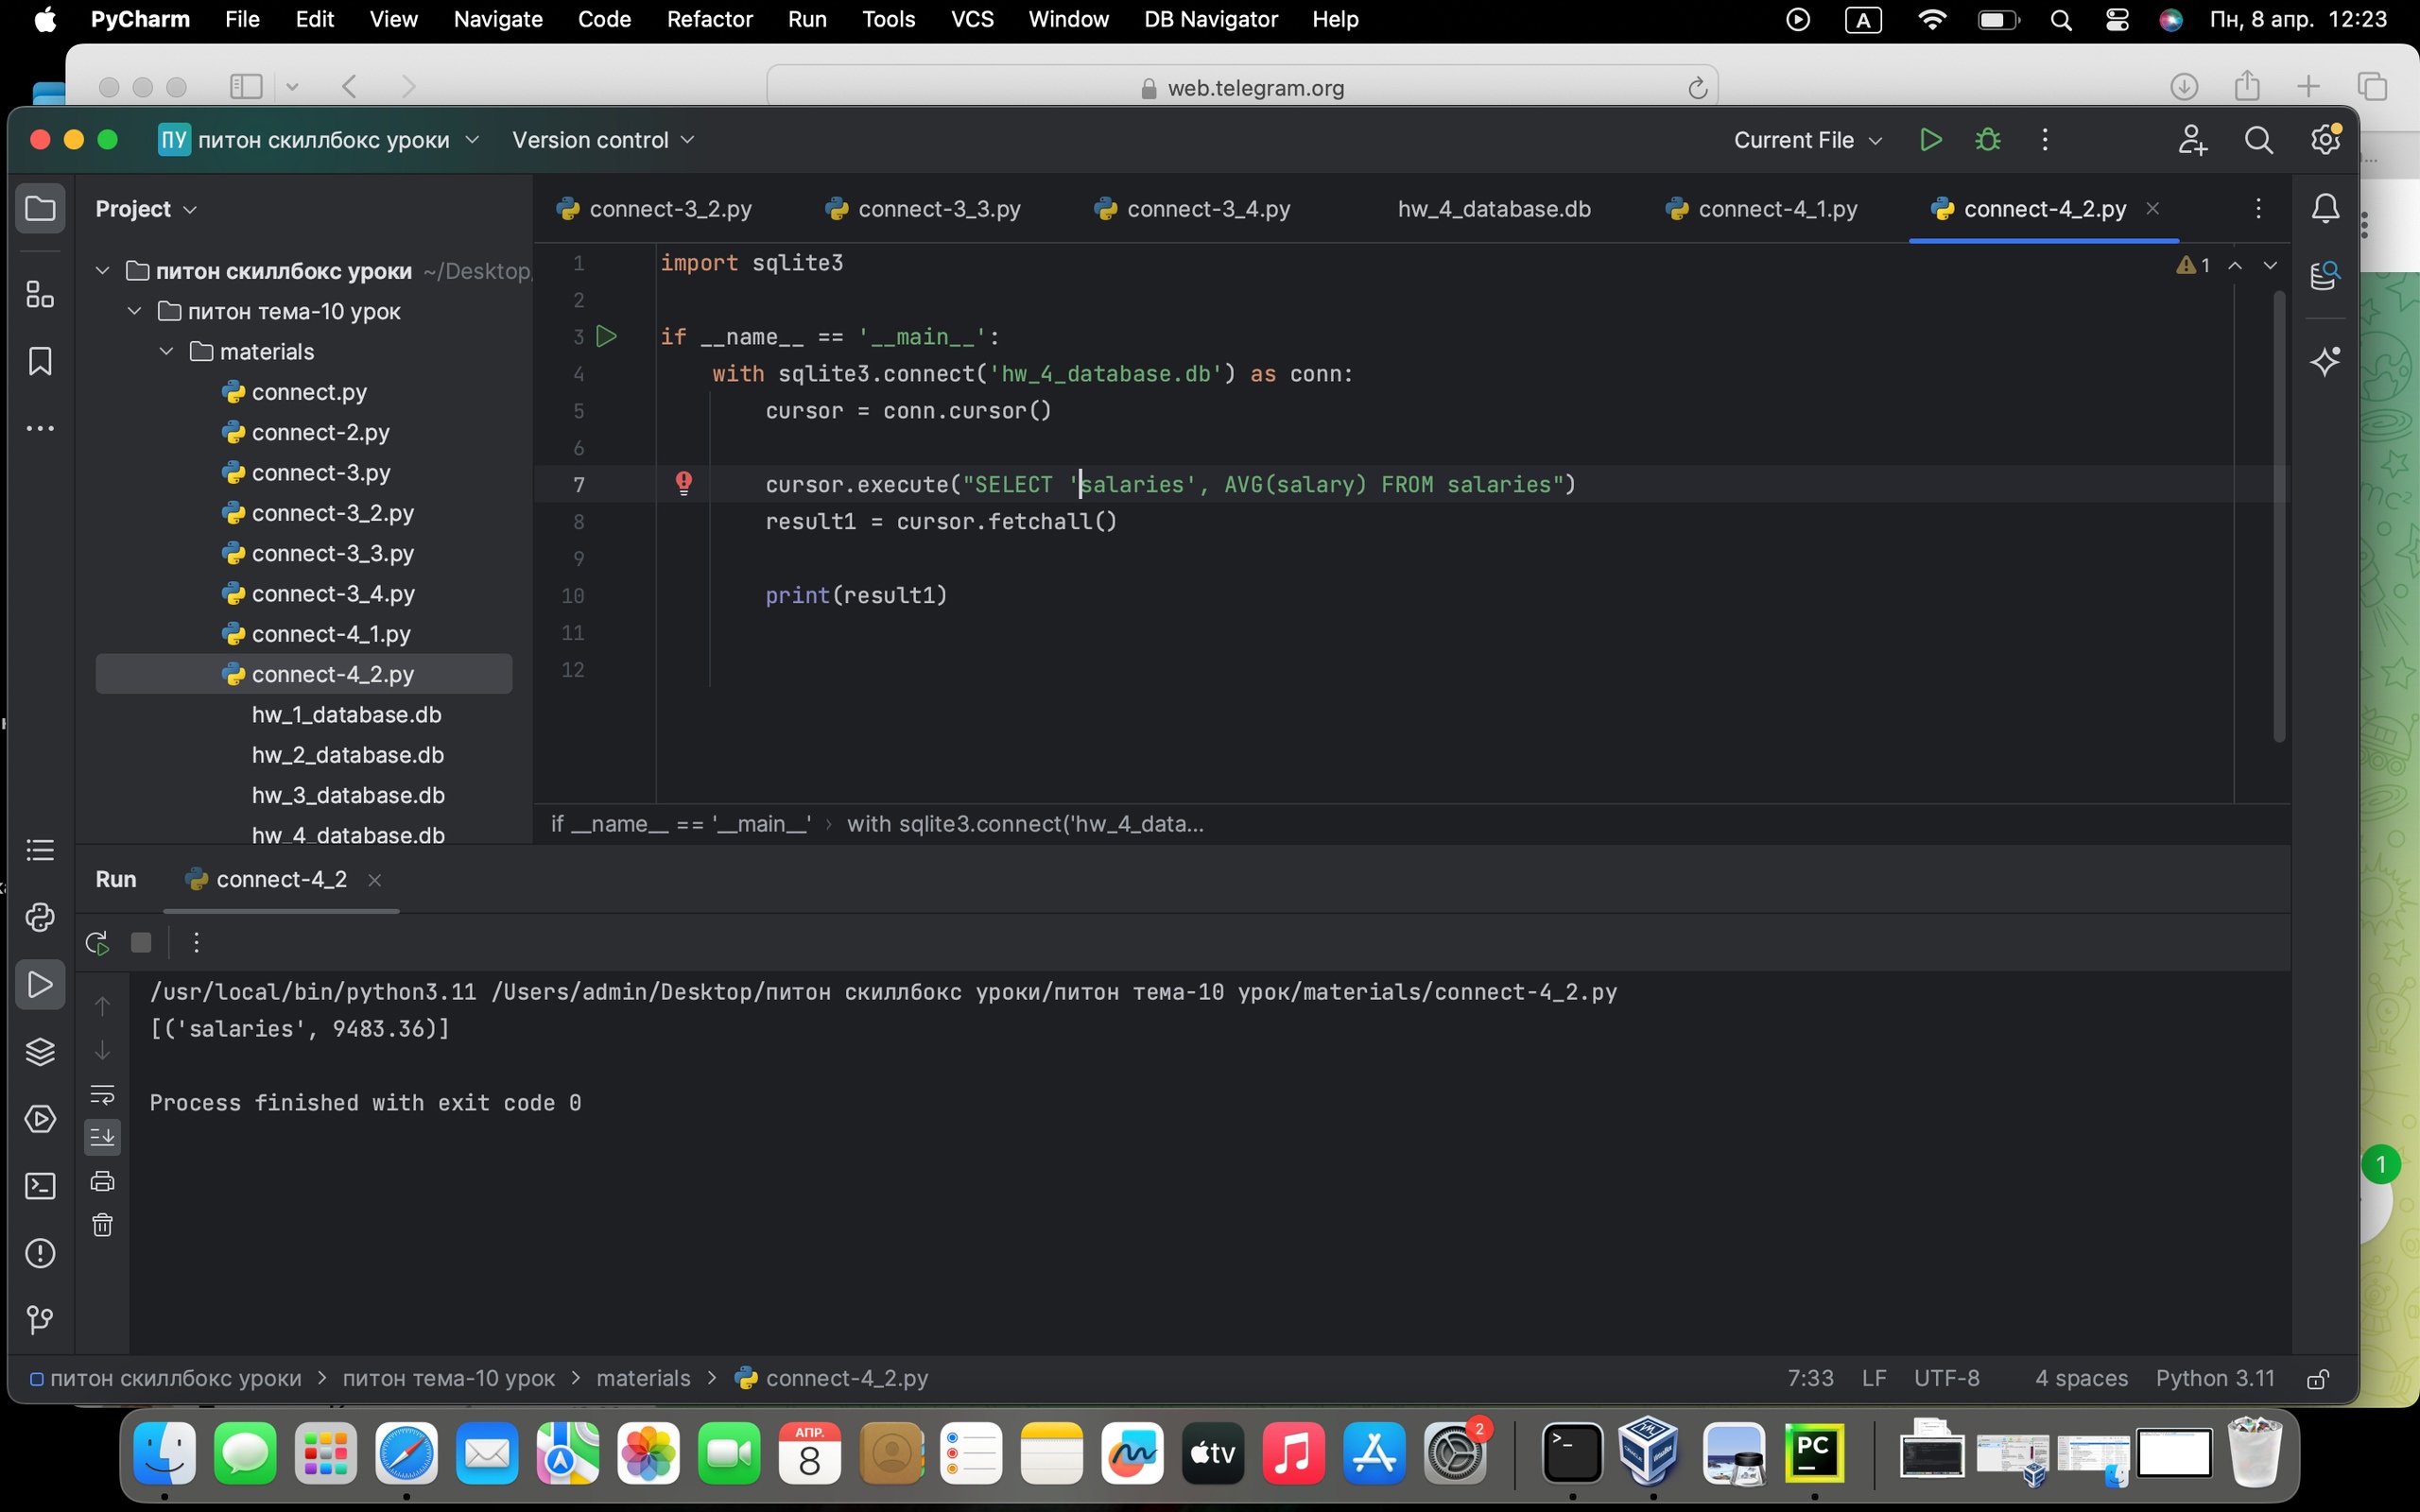 PyCharm File Edit View Navigate Code Refactor Run Tools VCS Window DB Navigator Help A Пн, 8 апр. 12:23
web.telegram.org
ПУ питон скиллбокс уроки Version control Current File
Project
connect-3_2.py connect-3_3.py connect-3_4.py hw_4_database.db connect-4_1.py connect-4_2.py
питон скиллбокс уроки ~/Desktop/
питон тема-10 урок
materials
connect.py
connect-2.py
connect-3.py
connect-3_2.py
connect-3_3.py
connect-3_4.py
connect-4_1.py
connect-4_2.py
hw_1_database.db
hw_2_database.db
hw_3_database.db
hw_4_database.db
1 import sqlite3 1
2
3 if __name__ == '__main__':
4 with sqlite3.connect('hw_4_database.db') as conn:
5 cursor = conn.cursor()
6
7 cursor.execute("SELECT 'salaries', AVG(salary) FROM salaries")
8 result1 = cursor.fetchall()
9
10 print(result1)
11
12
if __name__ == '__main__' › with sqlite3.connect('hw_4_data...
Run connect-4_2
/usr/local/bin/python3.11 /Users/admin/Desktop/питон скиллбокс уроки/питон тема-10 урок/materials/connect-4_2.py
[('salaries', 9483.36)]
Process finished with exit code 0
1
питон скиллбокс уроки > питон тема-10 урок > materials > connect-4_2.py 7:33 LF UTF-8 4 spaces Python 3.11
АПР.
8
tv
2
PC